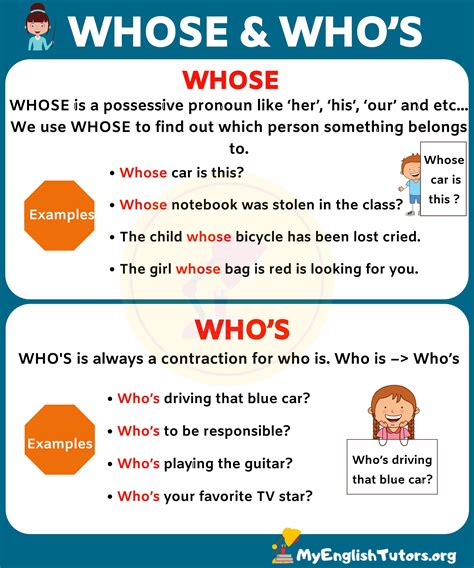 WHOSE & WHO'S
WHOSE
WHOSE is a possessive pronoun like ‘her’, ‘his’, ‘our’ and etc...
We use WHOSE to find out which person something belongs
to.
Examples
• Whose car is this?
• Whose notebook was stolen in the class?
• The child whose bicycle has been lost cried.
• The girl whose bag is red is looking for you.
Whose
car is
this ?
WHO'S
WHO'S is always a contraction for who is. Who is –> Who's
Examples
• Who's driving that blue car?
• Who's to be responsible?
• Who's playing the guitar?
• Who's your favorite TV star?
Who's driving
that blue car?
MyEnglishTutors.org